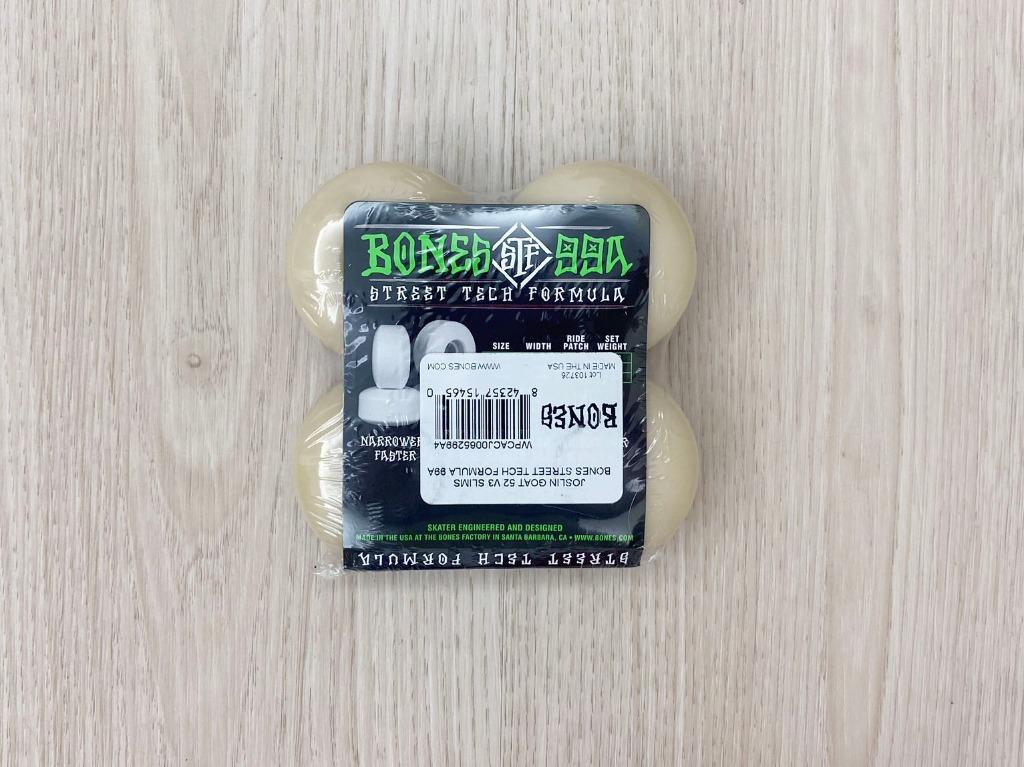 BONES STF 99A
STREET TECH FORMULA
SIZE WIDTH RIDE PATCH SET WEIGHT
NARROWER
FASTER
JOSLIN GOAT 52 V3 SLIMS
BONES STREET TECH FORMULA 99A
WPCACJ0065299A4
BONES
8 42357 15465 0
Lot 103726
MADE IN THE USA
WWW.BONES.COM
SKATER ENGINEERED AND DESIGNED
MADE IN THE USA AT THE BONES FACTORY IN SANTA BARBARA, CA • WWW.BONES.COM
STREET TECH FORMULA